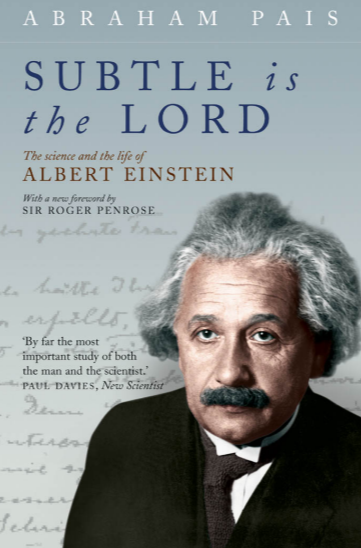 ABRAHAM PAIS
SUBTLE is
the LORD
The science and the life of
ALBERT EINSTEIN
With a new foreword by
SIR ROGER PENROSE
‘By far the most
important study of both
the man and the scientist.’
PAUL DAVIES, New Scientist